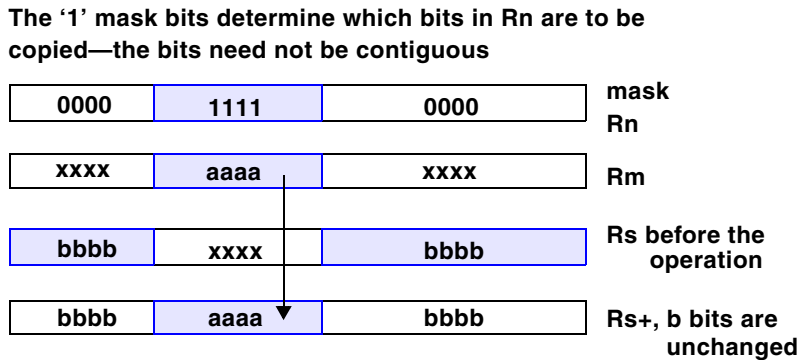 The ‘1’ mask bits determine which bits in Rn are to be
copied—the bits need not be contiguous
0000 1111 0000 mask
Rn
xxxx aaaa xxxx Rm
bbbb xxxx bbbb Rs before the
operation
bbbb aaaa bbbb Rs+, b bits are
unchanged